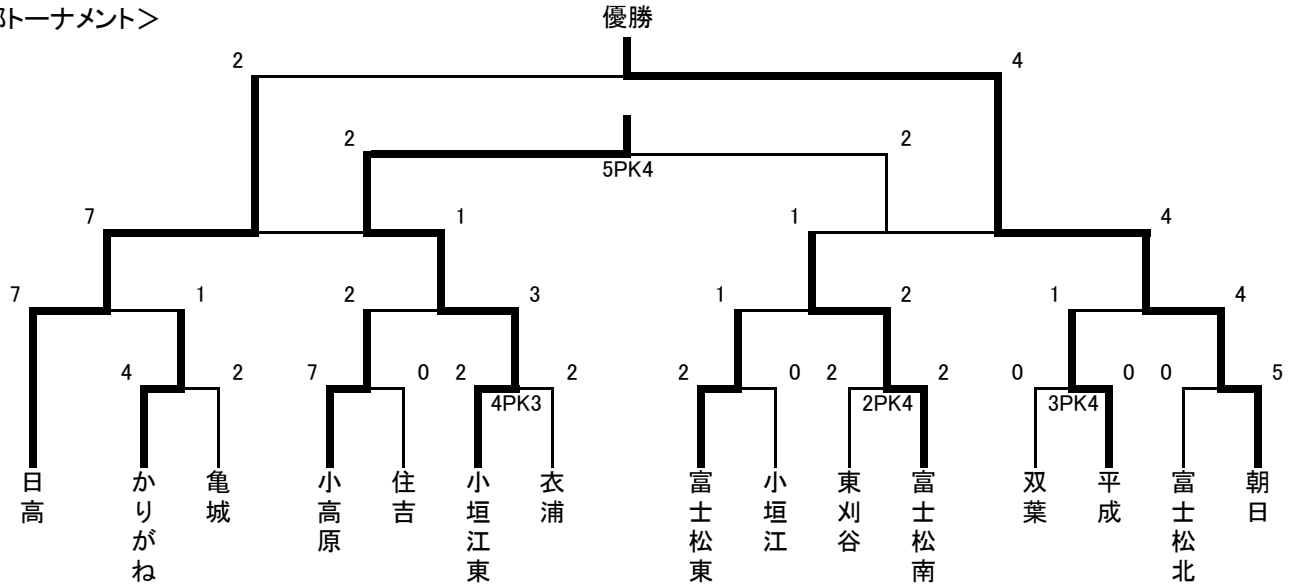 部トーナメント＞
優勝
2
4
2
2
5PK4
7
1
1
4
7
1
2
3
1
2
1
4
4
2
7
0
2
2
2
0
2
2
0
0
0
5
4PK3
2PK4
3PK4
日高
かりがね
亀城
小高原
住吉
小垣江東
衣浦
富士松東
小垣江
東刈谷
富士松南
双葉
平成
富士松北
朝日